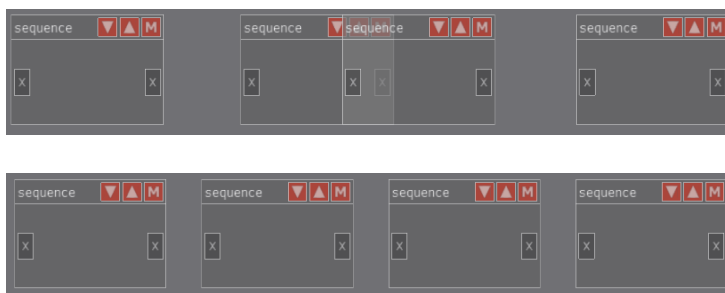 sequence M sequence sequence M sequence M
x x x x x x x x
sequence M sequence M sequence M sequence M
x x x x x x x x